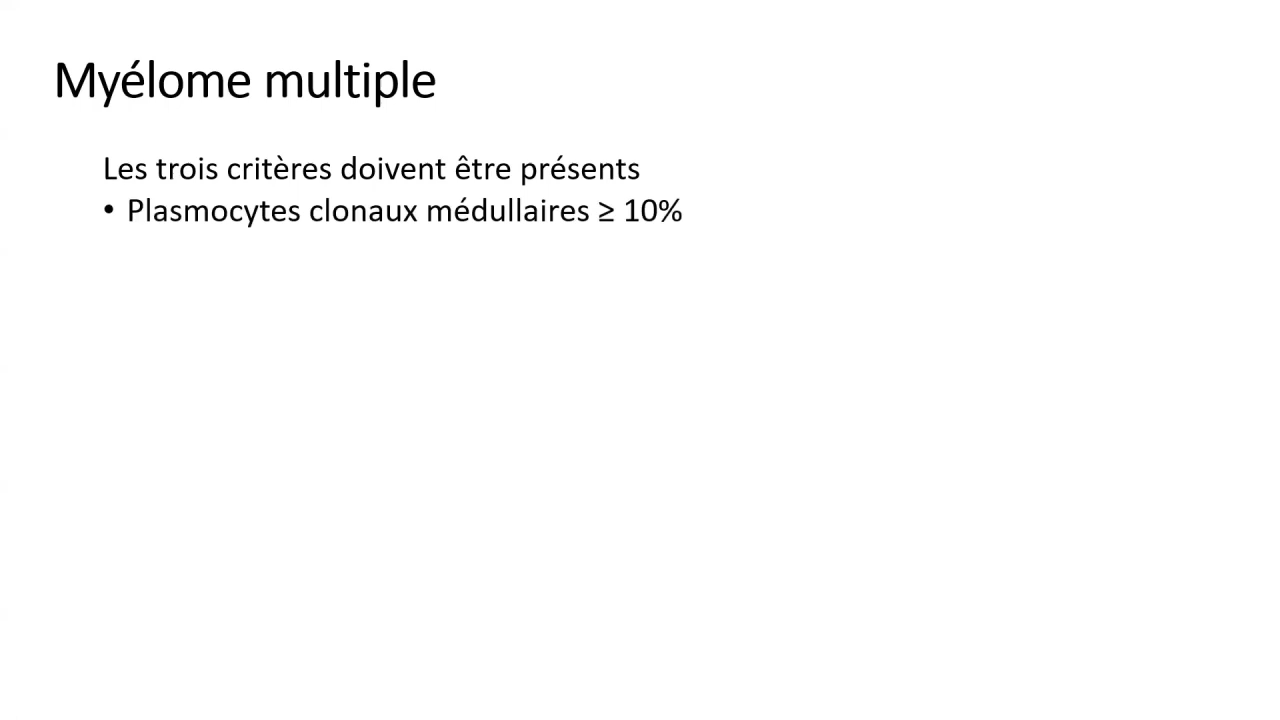 Myélome multiple
Les trois critères doivent être présents
• Plasmocytes clonaux médullaires ≥ 10%